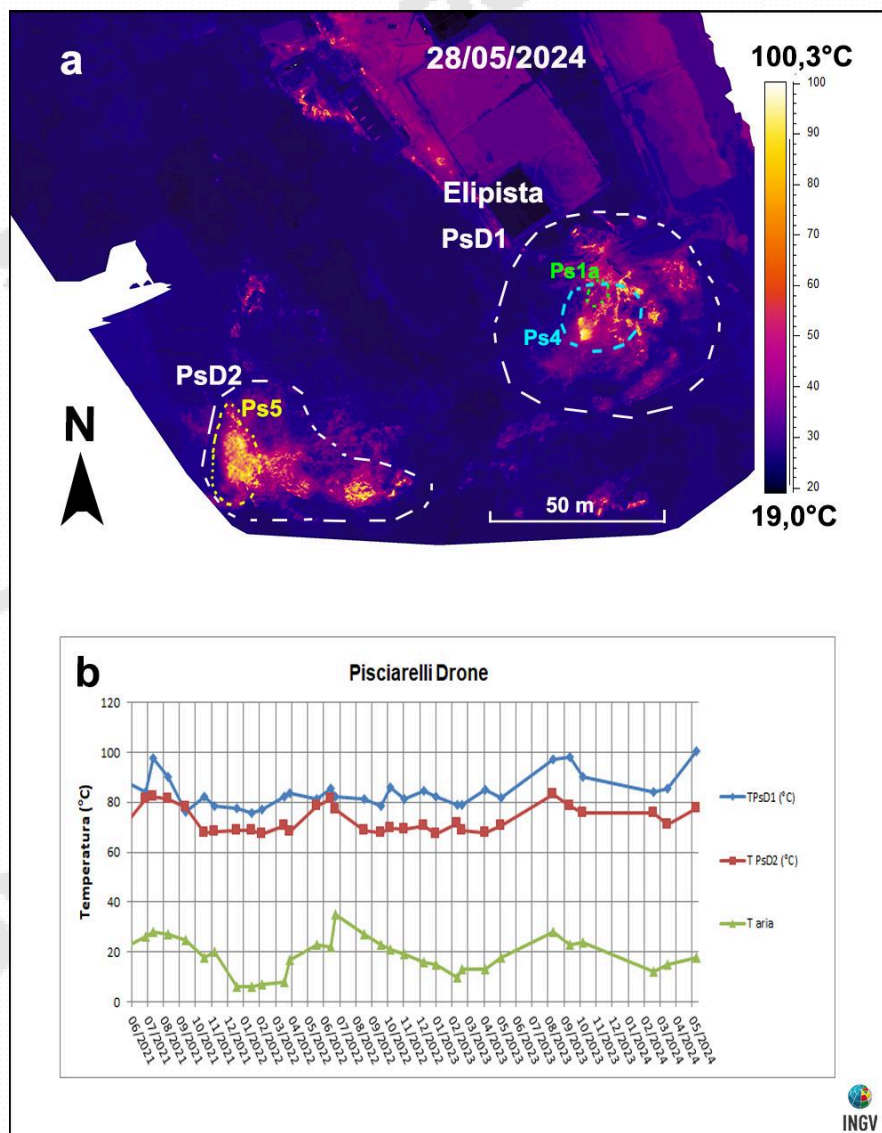 a
28/05/2024
100,3°C
100
90
80
70
60
50
40
30
20
19,0°C
Elipista
PsD1
Ps1a
Ps4
PsD2
Ps5
N
50 m
b
Pisciarelli Drone
Temperatura (°C)
120
100
80
60
40
20
0
06/2021
07/2021
08/2021
09/2021
10/2021
11/2021
12/2021
01/2022
02/2022
03/2022
04/2022
05/2022
06/2022
07/2022
08/2022
09/2022
10/2022
11/2022
12/2022
01/2023
02/2023
03/2023
04/2023
05/2023
06/2023
07/2023
08/2023
09/2023
10/2023
11/2023
12/2023
01/2024
02/2024
03/2024
04/2024
05/2024
TPsD1 (°C)
T PsD2 (°C)
T aria
INGV